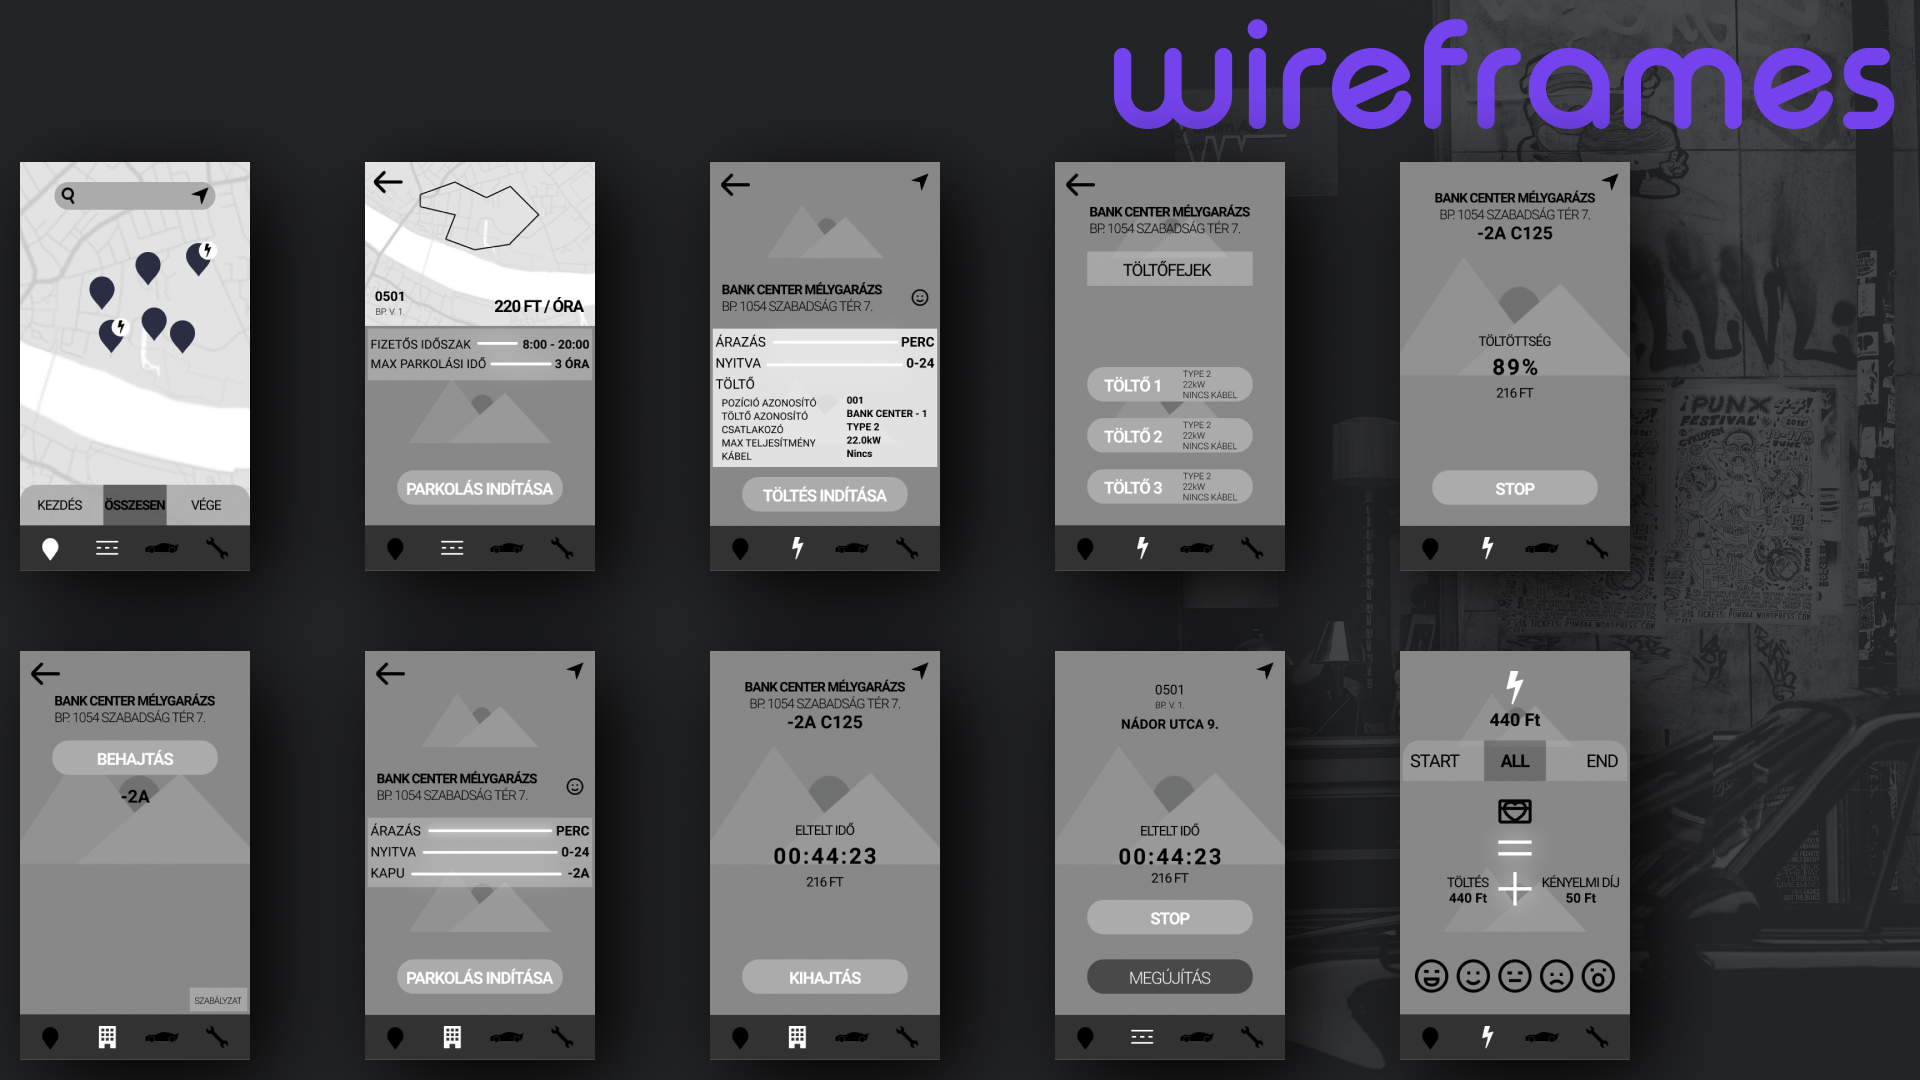 wireframes
KEZDÉS ÖSSZESEN VÉGE
0501
BP. V. 1.
220 FT / ÓRA
FIZETŐS IDŐSZAK 8:00 - 20:00
MAX PARKOLÁSI IDŐ 3 ÓRA
PARKOLÁS INDÍTÁSA
BANK CENTER MÉLYGARÁZS
BP. 1054 SZABADSÁG TÉR 7.
ÁRAZÁS PERC
NYITVA 0-24
TÖLTŐ
POZÍCIÓ AZONOSÍTÓ 001
TÖLTŐ AZONOSÍTÓ BANK CENTER - 1
CSATLAKOZÓ TYPE 2
MAX TELJESÍTMÉNY 22.0kW
KÁBEL Nincs
TÖLTÉS INDÍTÁSA
BANK CENTER MÉLYGARÁZS
BP. 1054 SZABADSÁG TÉR 7.
TÖLTŐFEJEK
TÖLTŐ 1
TYPE 2
22kW
NINCS KÁBEL
TÖLTŐ 2
TYPE 2
22kW
NINCS KÁBEL
TÖLTŐ 3
TYPE 2
22kW
NINCS KÁBEL
BANK CENTER MÉLYGARÁZS
BP. 1054 SZABADSÁG TÉR 7.
-2A C125
TÖLTÖTTSÉG
89%
216 FT
STOP
¡PUNX 44!
FESTIVAL
CYKLOPEN
BANK CENTER MÉLYGARÁZS
BP. 1054 SZABADSÁG TÉR 7.
BEHAJTÁS
-2A
SZABÁLYZAT
BANK CENTER MÉLYGARÁZS
BP. 1054 SZABADSÁG TÉR 7.
ÁRAZÁS PERC
NYITVA 0-24
KAPU -2A
PARKOLÁS INDÍTÁSA
BANK CENTER MÉLYGARÁZS
BP. 1054 SZABADSÁG TÉR 7.
-2A C125
ELTELT IDŐ
00:44:23
216 FT
KIHAJTÁS
0501
BP. V. 1.
NÁDOR UTCA 9.
ELTELT IDŐ
00:44:23
216 FT
STOP
MEGÚJÍTÁS
440 Ft
START ALL END
TÖLTÉS
440 Ft
KÉNYELMI DÍJ
50 Ft